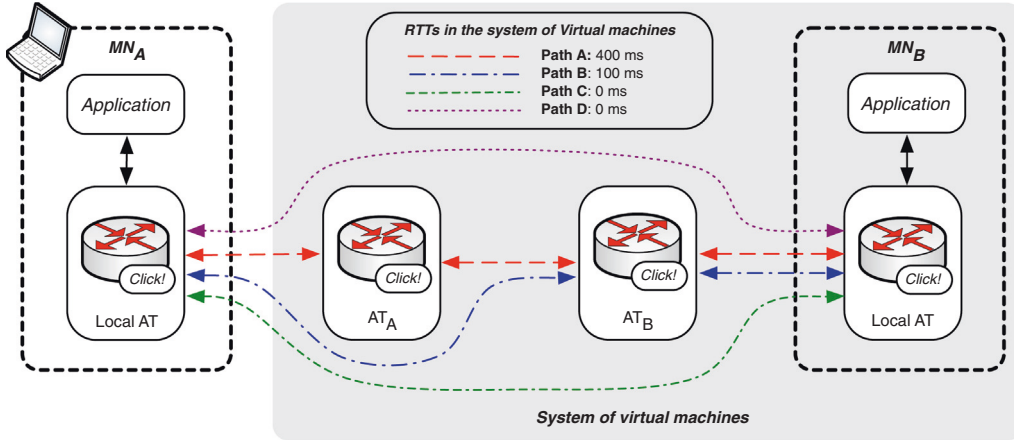 MN_A
RTTs in the system of Virtual machines
MN_B
Path A: 400 ms
Path B: 100 ms
Path C: 0 ms
Path D: 0 ms
Application
Application
Click!
Click!
Click!
Click!
Local AT
AT_A
AT_B
Local AT
System of virtual machines